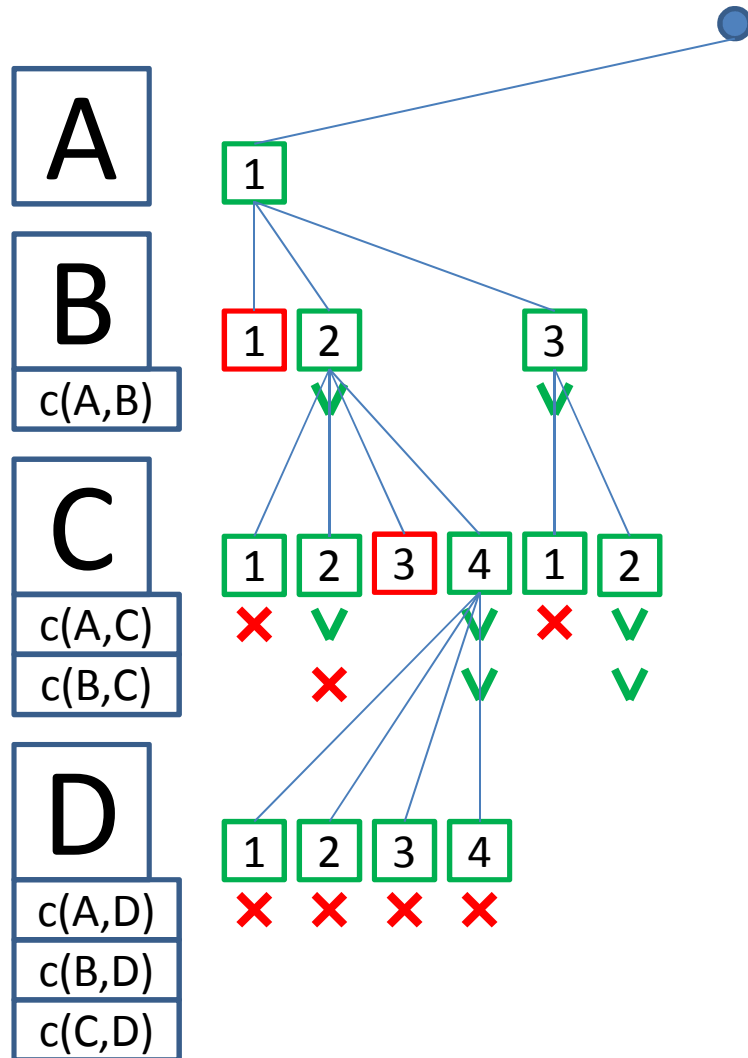 A
1
B
1 2 3
c(A,B)
C
1 2 3 4 1 2
c(A,C)
c(B,C)
D
1 2 3 4
c(A,D)
c(B,D)
c(C,D)